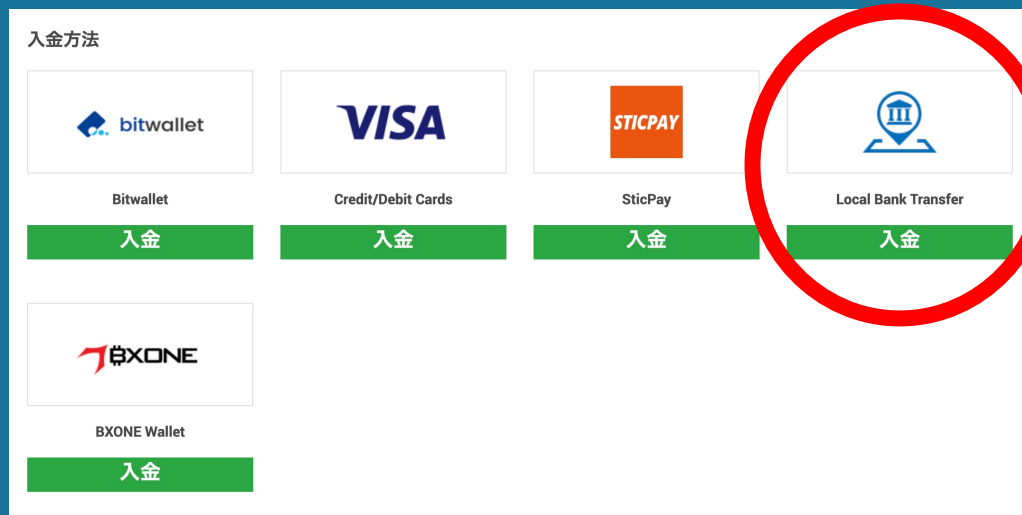 入金方法
bitwallet
VISA
STICPAY
Bitwallet
Credit/Debit Cards
SticPay
Local Bank Transfer
入金
入金
入金
入金
BXONE
BXONE Wallet
入金